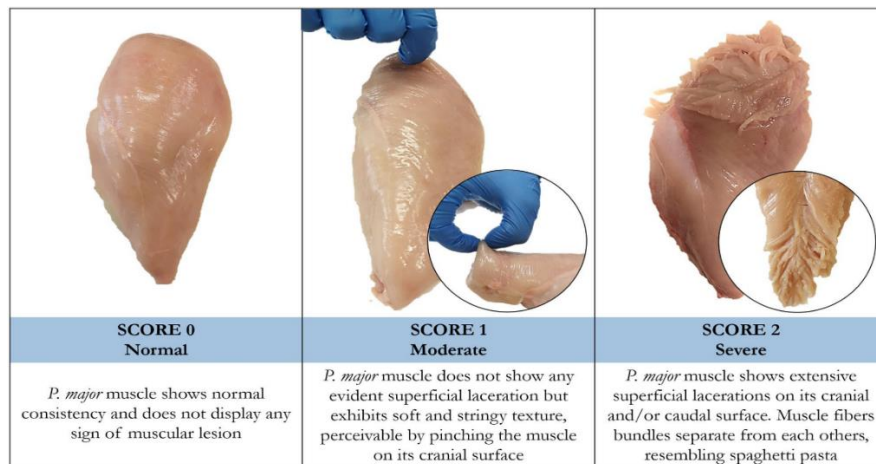 SCORE 0
Normal
P. major muscle shows normal
consistency and does not display any
sign of muscular lesion
SCORE 1
Moderate
P. major muscle does not show any
evident superficial laceration but
exhibits soft and stringy texture,
perceivable by pinching the muscle
on its cranial surface
SCORE 2
Severe
P. major muscle shows extensive
superficial lacerations on its cranial
and/or caudal surface. Muscle fibers
bundles separate from each others,
resembling spaghetti pasta